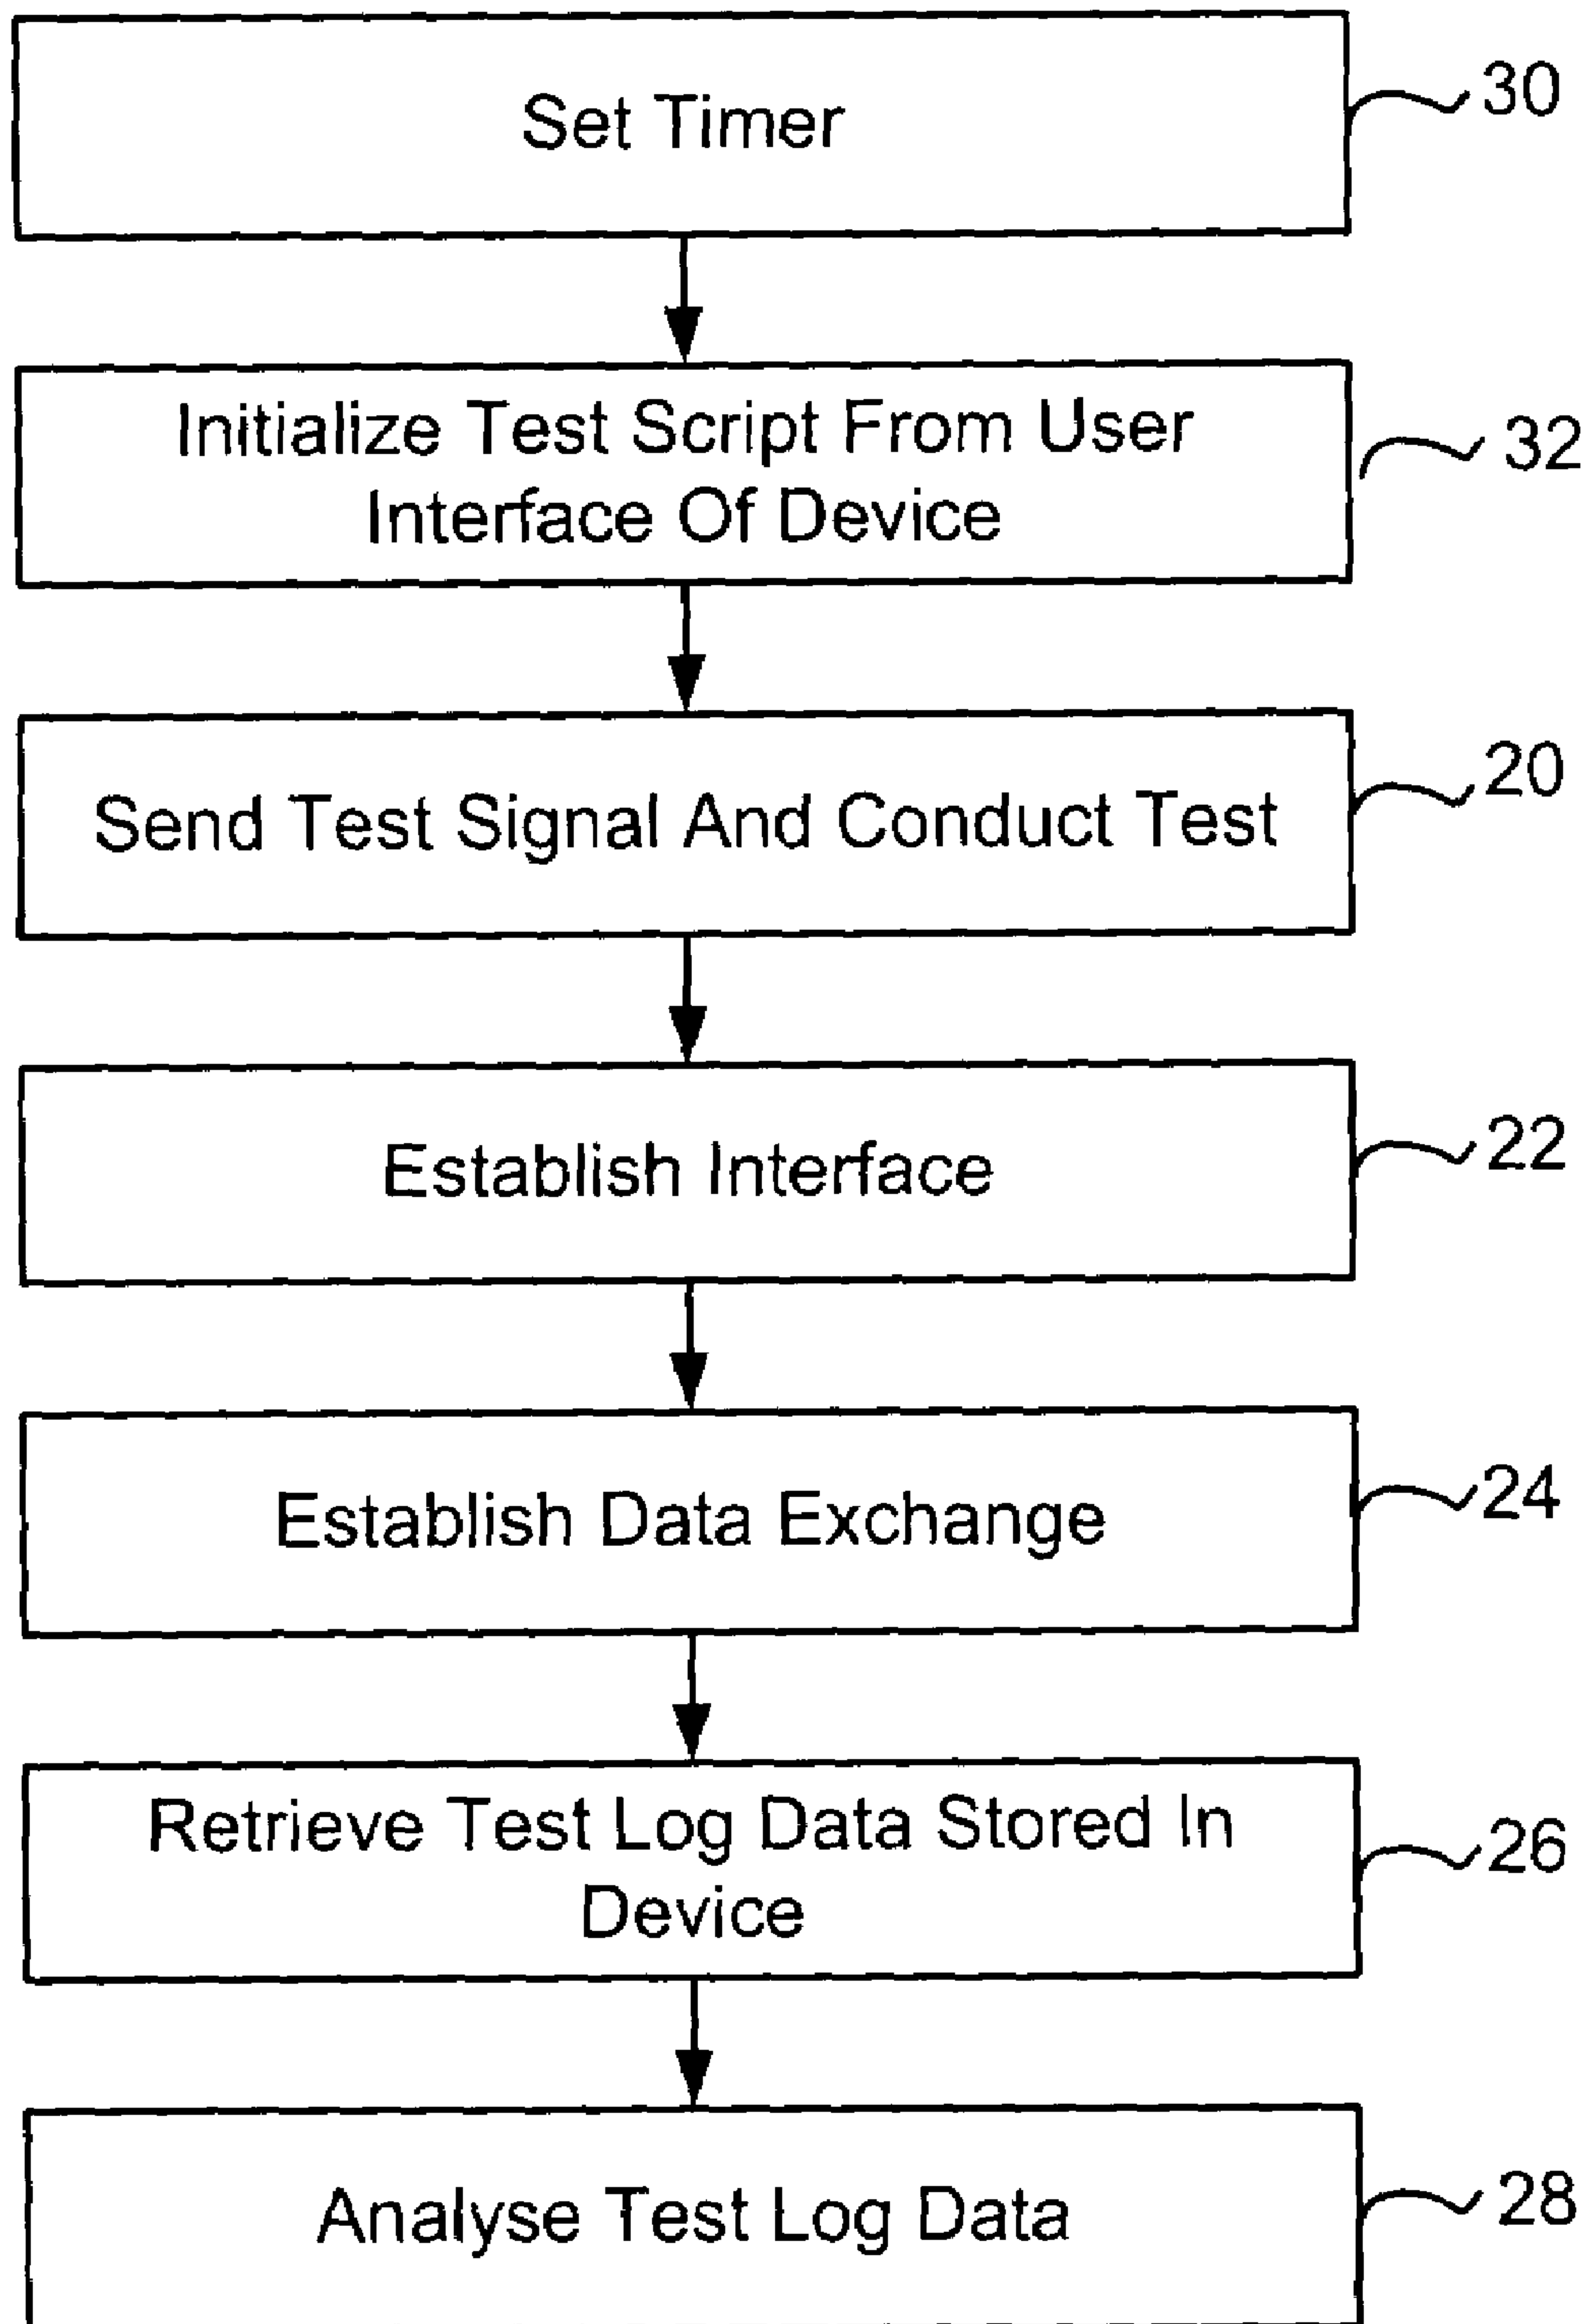 Set Timer
30
Initialize Test Script From User
Interface Of Device
32
Send Test Signal And Conduct Test
20
Establish Interface
22
Establish Data Exchange
24
Retrieve Test Log Data Stored In
Device
26
Analyse Test Log Data
28